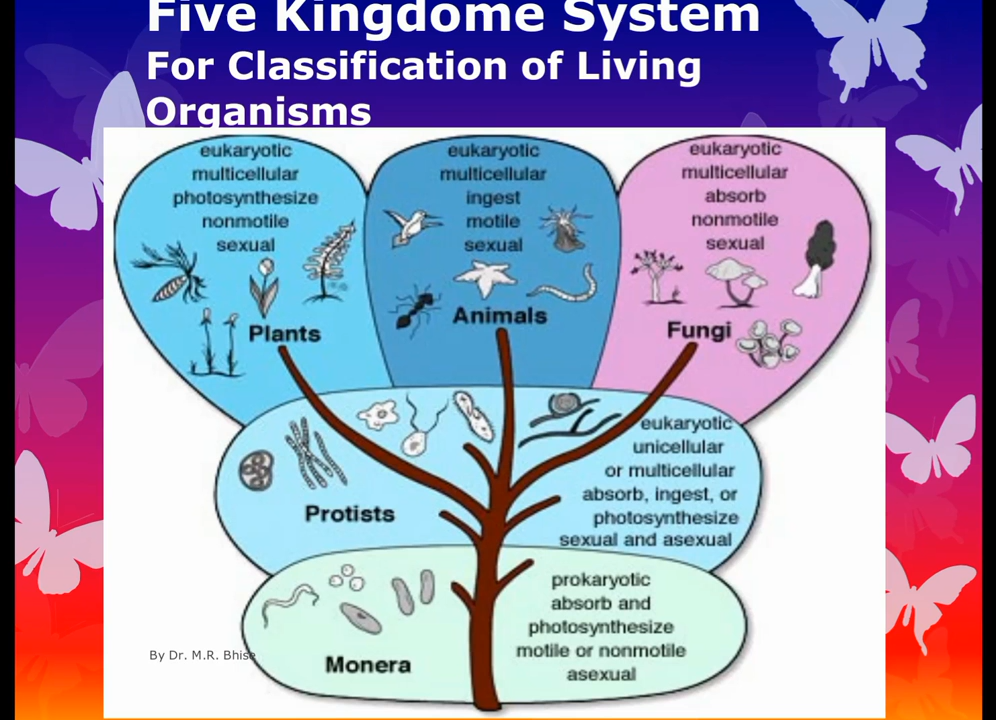 Five Kingdome System
For Classification of Living
Organisms
eukaryotic
multicellular
photosynthesize
nonmotile
sexual
Plants
eukaryotic
multicellular
ingest
motile
sexual
Animals
eukaryotic
multicellular
absorb
nonmotile
sexual
Fungi
Protists
eukaryotic
unicellular
or multicellular
absorb, ingest, or
photosynthesize
sexual and asexual
Monera
prokaryotic
absorb and
photosynthesize
motile or nonmotile
asexual
By Dr. M.R. Bhise